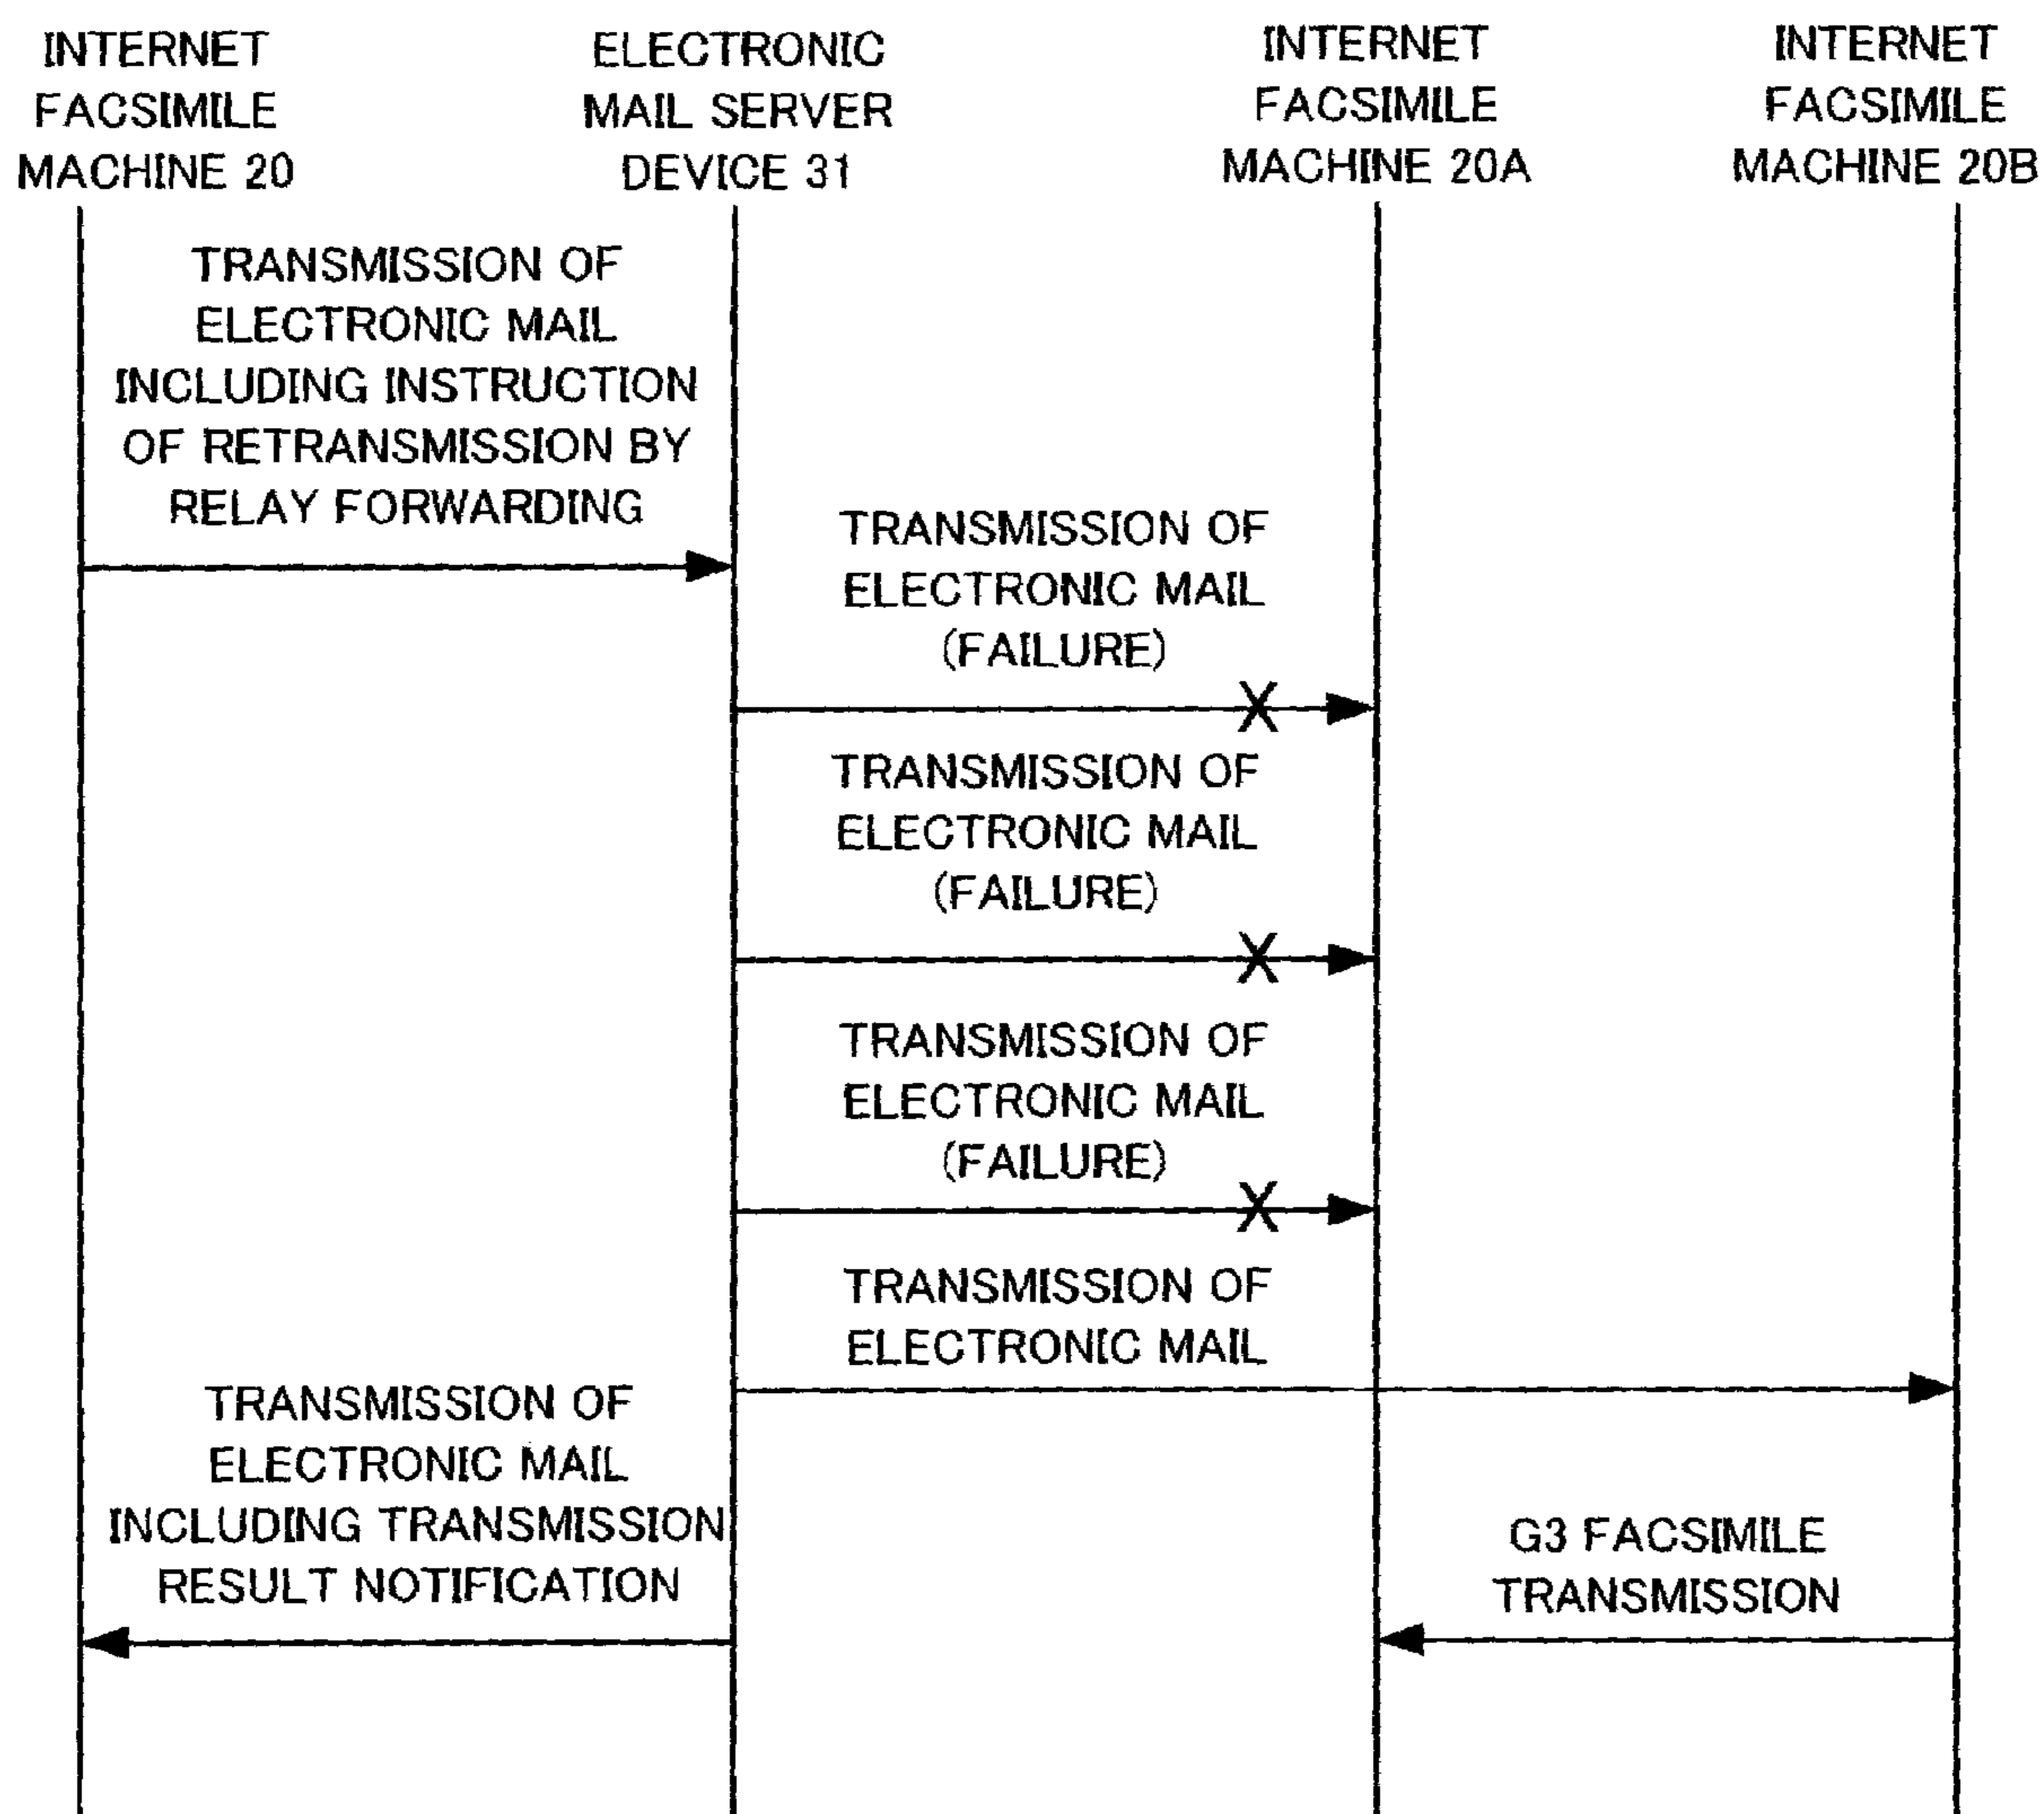 INTERNET
FACSIMILE
MACHINE 20
ELECTRONIC
MAIL SERVER
DEVICE 31
INTERNET
FACSIMILE
MACHINE 20A
INTERNET
FACSIMILE
MACHINE 20B
TRANSMISSION OF
ELECTRONIC MAIL
INCLUDING INSTRUCTION
OF RETRANSMISSION BY
RELAY FORWARDING
TRANSMISSION OF
ELECTRONIC MAIL
(FAILURE)
TRANSMISSION OF
ELECTRONIC MAIL
(FAILURE)
TRANSMISSION OF
ELECTRONIC MAIL
(FAILURE)
TRANSMISSION OF
ELECTRONIC MAIL
TRANSMISSION OF
ELECTRONIC MAIL
INCLUDING TRANSMISSION
RESULT NOTIFICATION
G3 FACSIMILE
TRANSMISSION